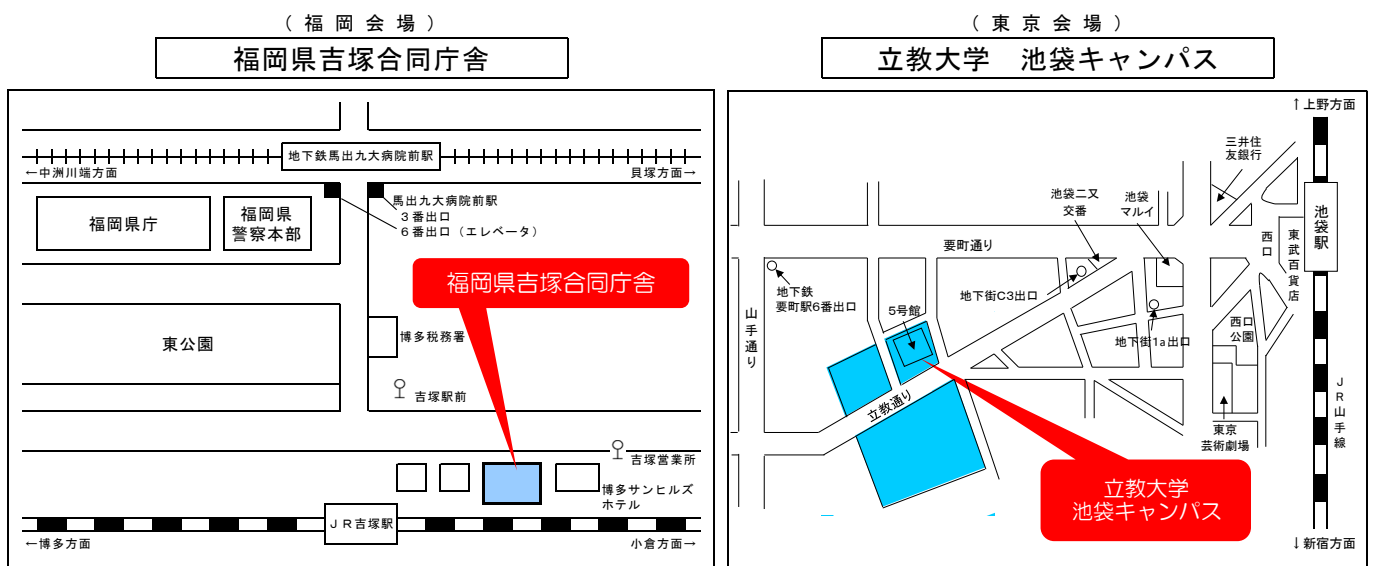 （福岡会場）
福岡県吉塚合同庁舎
地下鉄馬出九大病院前駅
←中洲川端方面
貝塚方面→
福岡県庁
福岡県
警察本部
馬出九大病院前駅
３番出口
６番出口（エレベータ）
福岡県吉塚合同庁舎
東公園
博多税務署
吉塚駅前
吉塚営業所
博多サンヒルズ
ホテル
ＪＲ吉塚駅
←博多方面
小倉方面→
（東京会場）
立教大学　池袋キャンパス
↑上野方面
三井住
友銀行
池袋二又
交番
池袋
マルイ
池袋駅
西口
東武百貨店
要町通り
地下鉄
要町駅6番出口
地下街C3出口
5号館
山手通り
地下街1a出口
西口
公園
立教通り
ＪＲ山手線
東京
芸術劇場
立教大学
池袋キャンパス
↓新宿方面